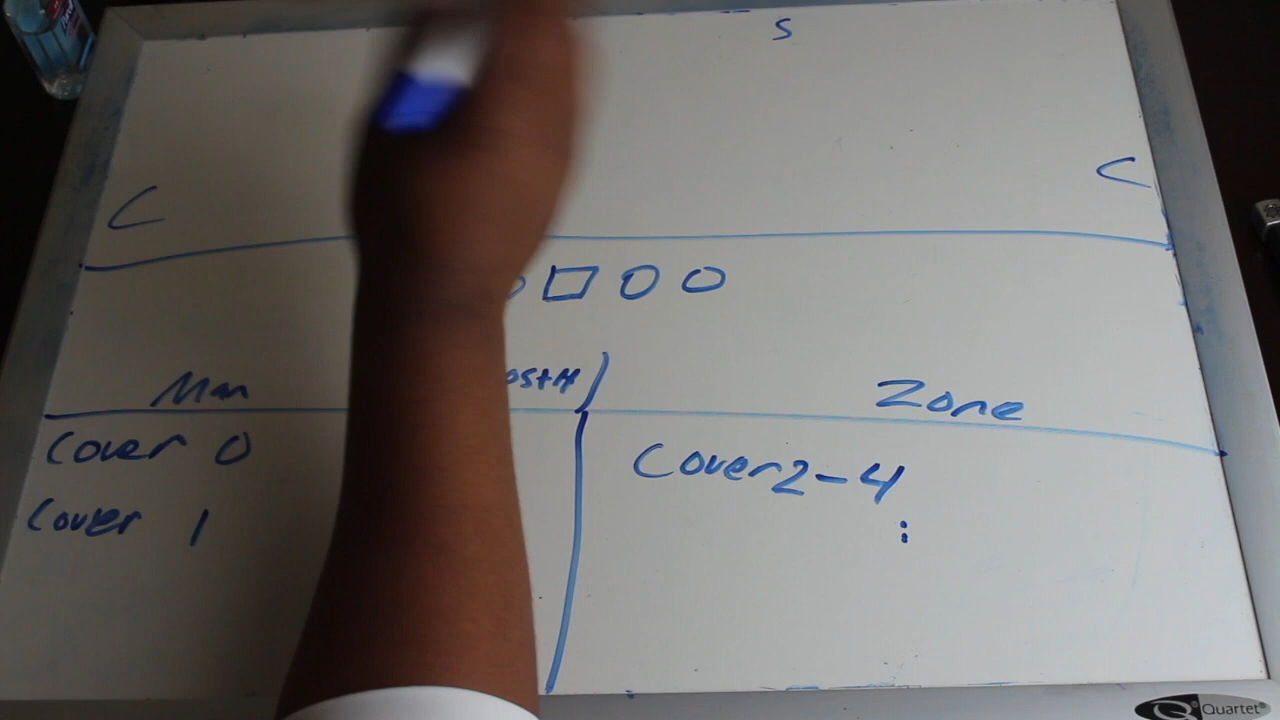 S
C C
Man Zone
Cover 0 Cover 2-4
Cover 1 :
Quartet